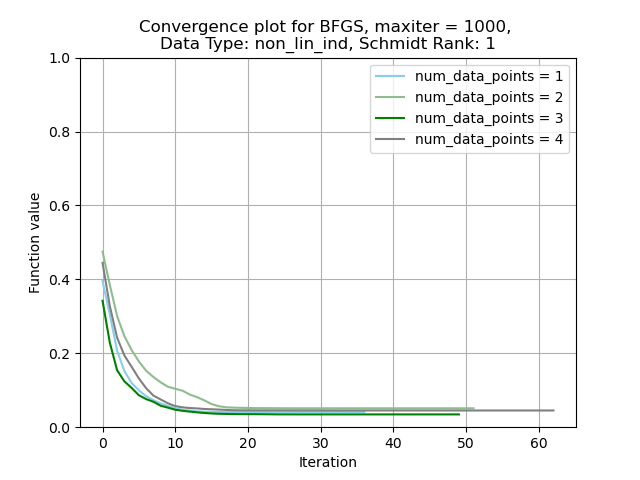 Convergence plot for BFGS, maxiter = 1000,
Data Type: non_lin_ind, Schmidt Rank: 1
num_data_points = 1
num_data_points = 2
num_data_points = 3
num_data_points = 4
Function value
1.0
0.8
0.6
0.4
0.2
0.0
0 10 20 30 40 50 60
Iteration